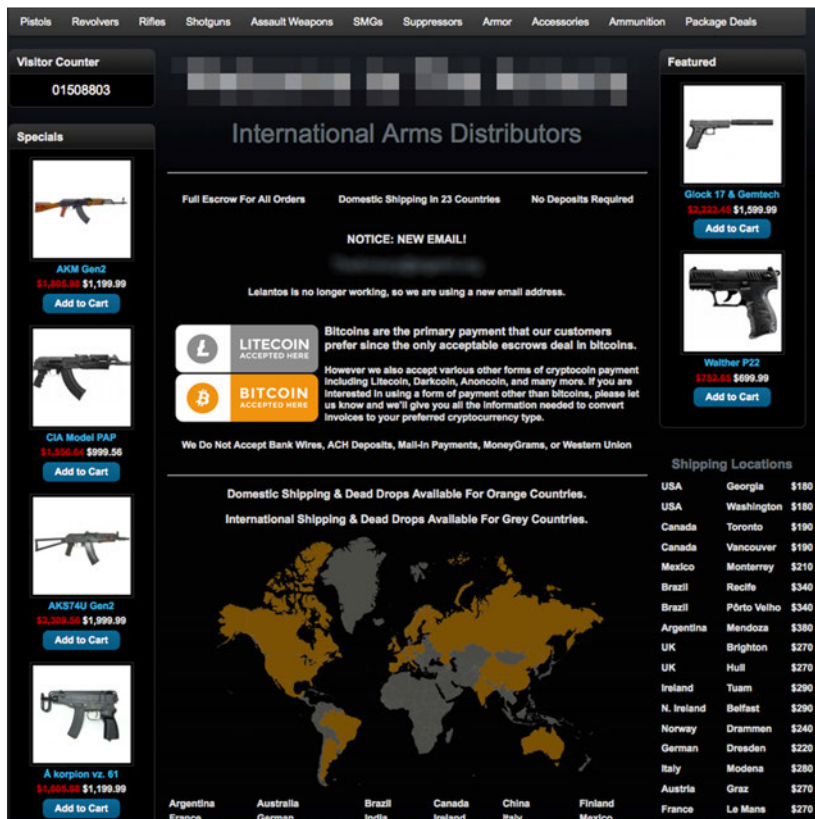 Pistols Revolvers Rifles Shotguns Assault Weapons SMGs Suppressors Armor Accessories Ammunition Package Deals
Visitor Counter
01508803
Specials
AKM Gen2
$1,199.99
Add to Cart
CIA Model PAP
$1,556.64 $999.56
Add to Cart
AKS74U Gen2
$1,999.99
Add to Cart
Å korpion vz. 61
$1,199.99
Add to Cart
International Arms Distributors
Full Escrow For All Orders Domestic Shipping In 23 Countries No Deposits Required
NOTICE: NEW EMAIL!
Lelantos is no longer working, so we are using a new email address.
LITECOIN
ACCEPTED HERE
BITCOIN
ACCEPTED HERE
Bitcoins are the primary payment that our customers
prefer since the only acceptable escrows deal in bitcoins.
However we also accept various other forms of cryptocoin payment
including Litecoin, Darkcoin, Anoncoin, and many more. If you are
interested in using a form of payment other than bitcoins, please let
us know and we'll give you all the information needed to convert
invoices to your preferred cryptocurrency type.
We Do Not Accept Bank Wires, ACH Deposits, Mail-In Payments, MoneyGrams, or Western Union
Domestic Shipping & Dead Drops Available For Orange Countries.
International Shipping & Dead Drops Available For Grey Countries.
Argentina Australia Brazil Canada China Finland
France German India Ireland Italy Mexico
Featured
Glock 17 & Gemtech
$1,599.99
Add to Cart
Walther P22
$752.65 $699.99
Add to Cart
Shipping Locations
USA Georgia $180
USA Washington $180
Canada Toronto $190
Canada Vancouver $190
Mexico Monterrey $210
Brazil Recife $340
Brazil Pôrto Velho $340
Argentina Mendoza $380
UK Brighton $270
UK Hull $270
Ireland Tuam $290
N. Ireland Belfast $290
Norway Drammen $240
German Dresden $220
Italy Modena $280
Austria Graz $270
France Le Mans $270